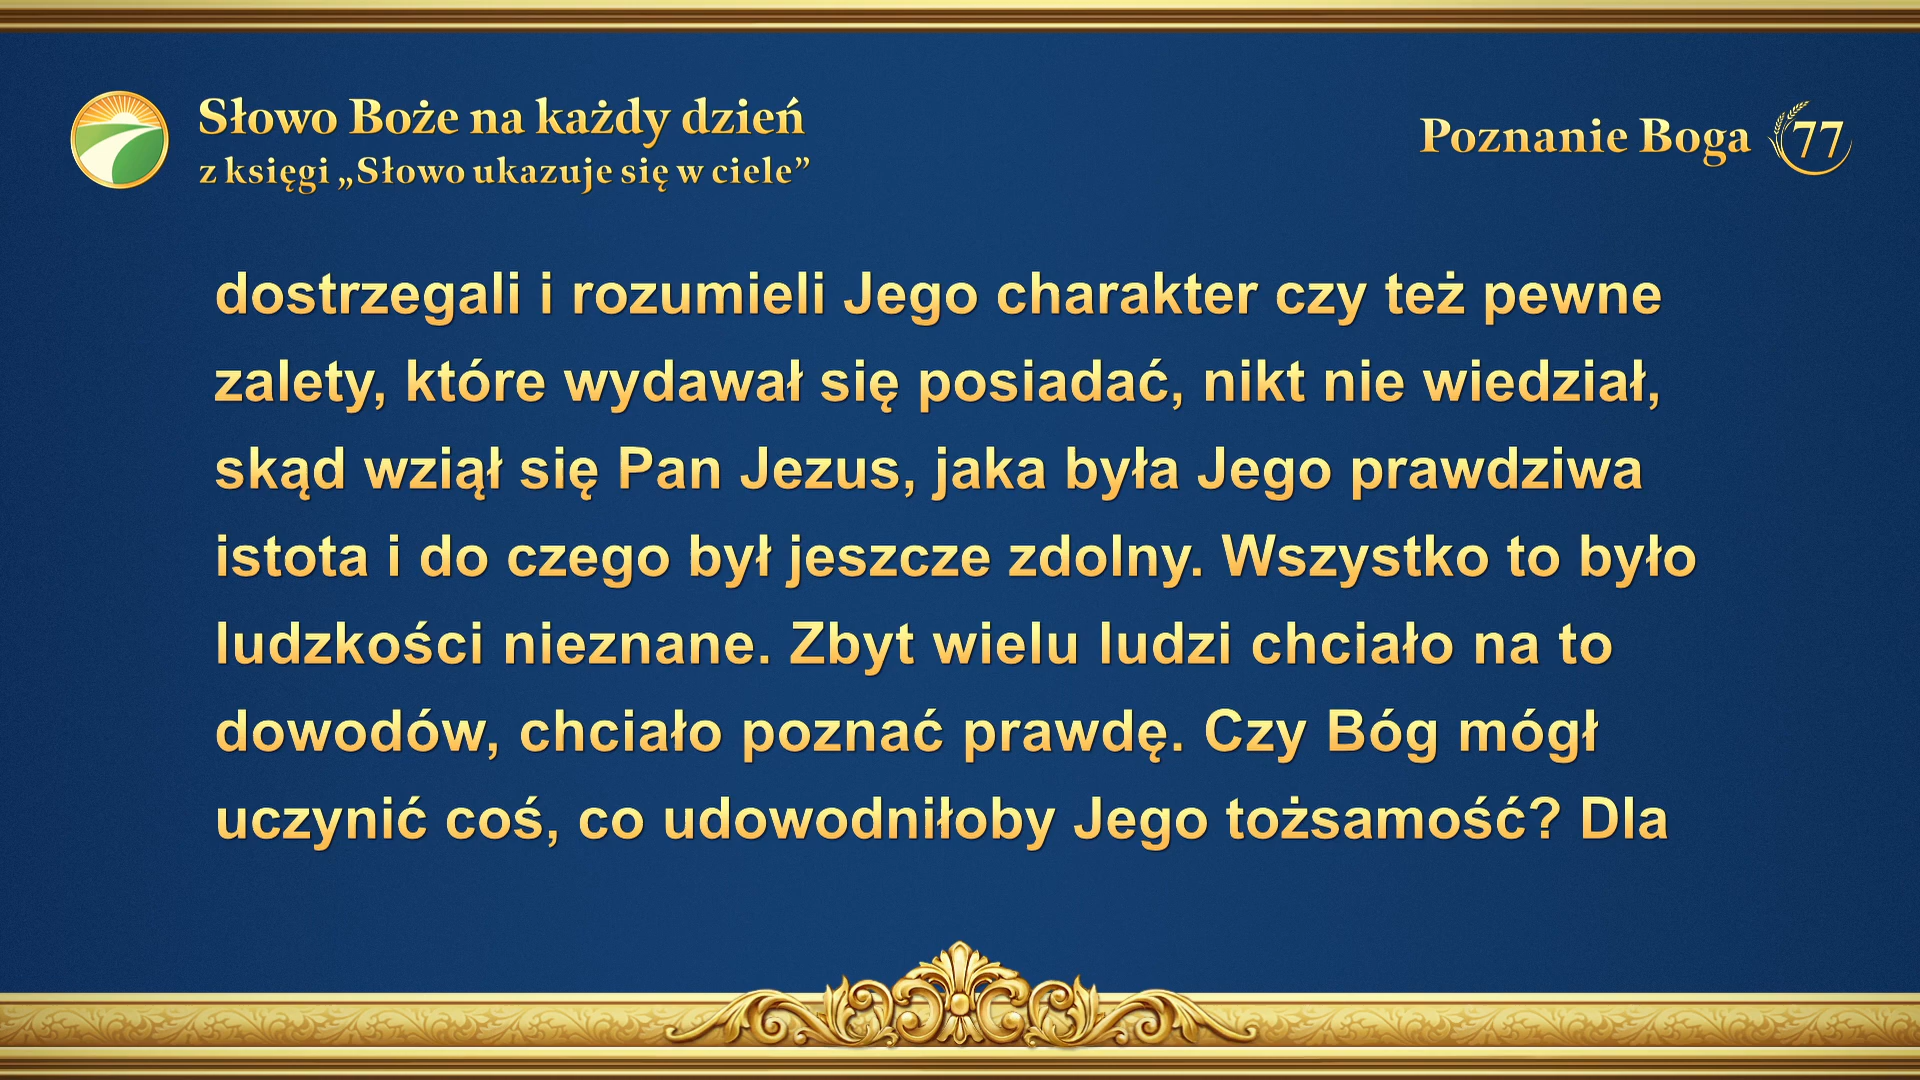 Słowo Boże na każdy dzień
z księgi „Słowo ukazuje się w ciele”
Poznanie Boga 77
dostrzegali i rozumieli Jego charakter czy też pewne
zalety, które wydawał się posiadać, nikt nie wiedział,
skąd wziął się Pan Jezus, jaka była Jego prawdziwa
istota i do czego był jeszcze zdolny. Wszystko to było
ludzkości nieznane. Zbyt wielu ludzi chciało na to
dowodów, chciało poznać prawdę. Czy Bóg mógł
uczynić coś, co udowodniłoby Jego tożsamość? Dla